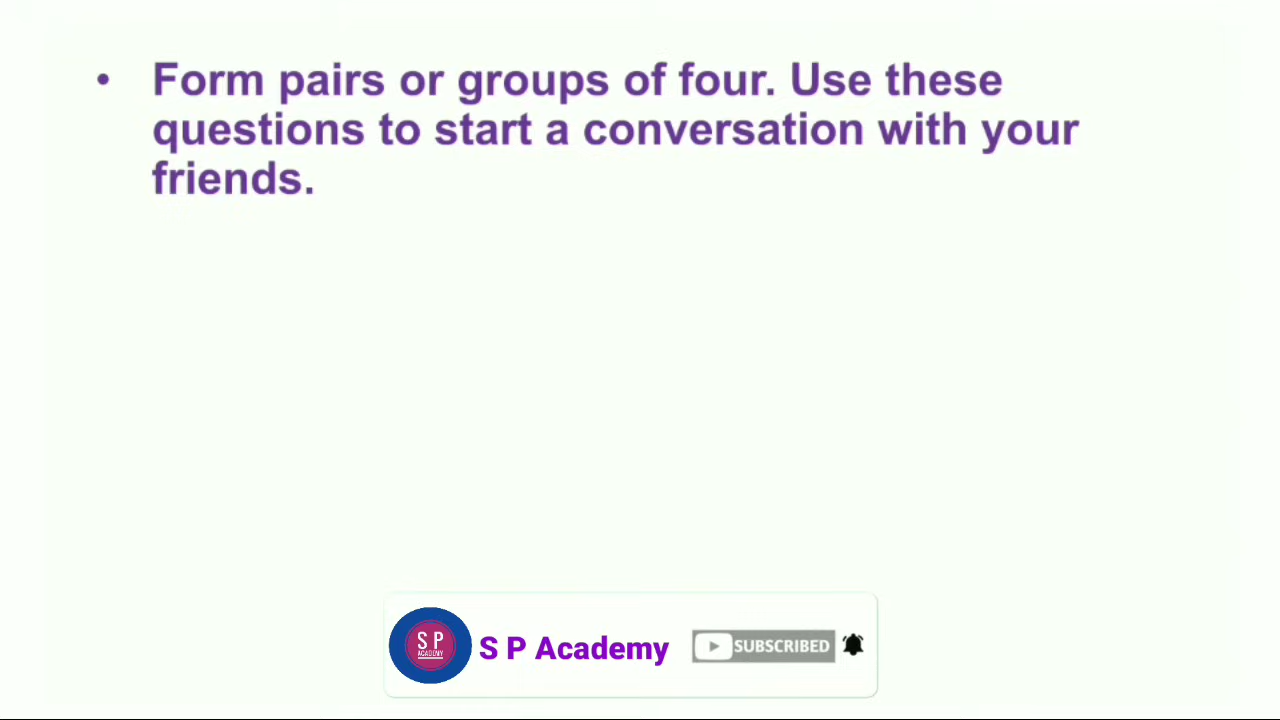 • Form pairs or groups of four. Use these
questions to start a conversation with your
friends.
S P
ACADEMY
S P Academy
SUBSCRIBED